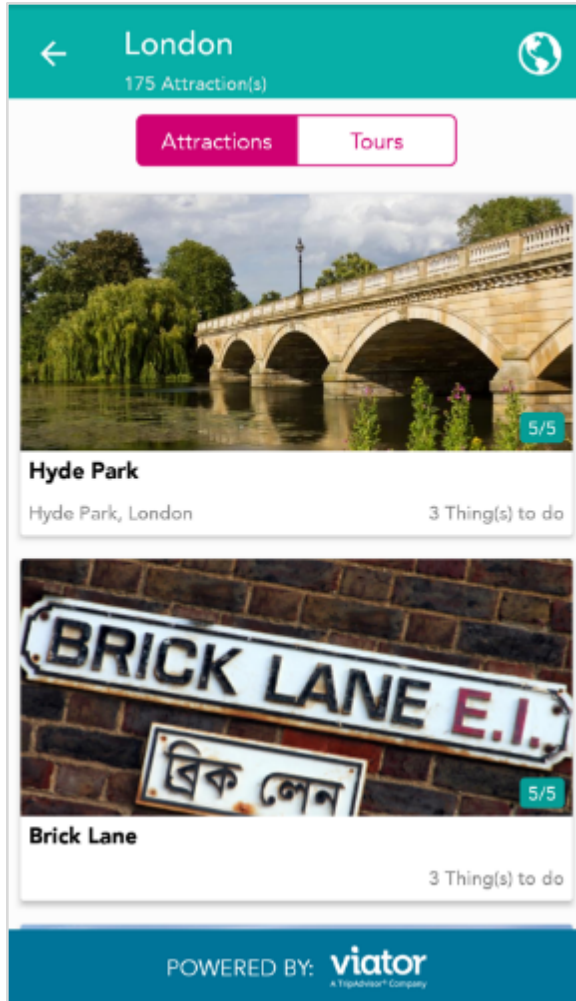 London
175 Attraction(s)
Attractions
Tours
5/5
Hyde Park
Hyde Park, London
3 Thing(s) to do
BRICK LANE E.I.
ব্রিক লেন
5/5
Brick Lane
3 Thing(s) to do
POWERED BY: viator
A TripAdvisor® Company